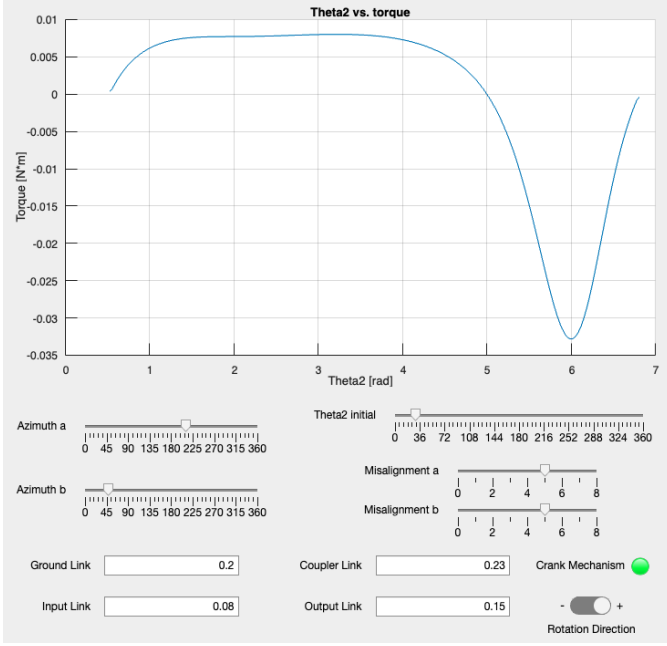 Theta2 vs. torque
0.01
0.005
0
-0.005
-0.01
-0.015
-0.02
-0.025
-0.03
-0.035
Torque [N*m]
0 1 2 3 4 5 6 7
Theta2 [rad]
Azimuth a
0 45 90 135 180 225 270 315 360
Theta2 initial
0 36 72 108 144 180 216 252 288 324 360
Azimuth b
0 45 90 135 180 225 270 315 360
Misalignment a
0 2 4 6 8
Misalignment b
0 2 4 6 8
Ground Link 0.2 Coupler Link 0.23 Crank Mechanism
Input Link 0.08 Output Link 0.15 - +
Rotation Direction